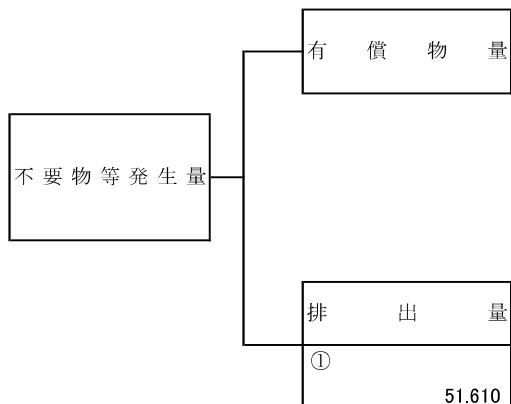 有償物量
不要物等発生量
排出量
①
51.610